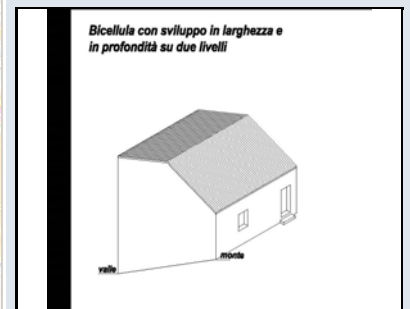 Bicellula con sviluppo in larghezza e
in profondità su due livelli
monte
valle